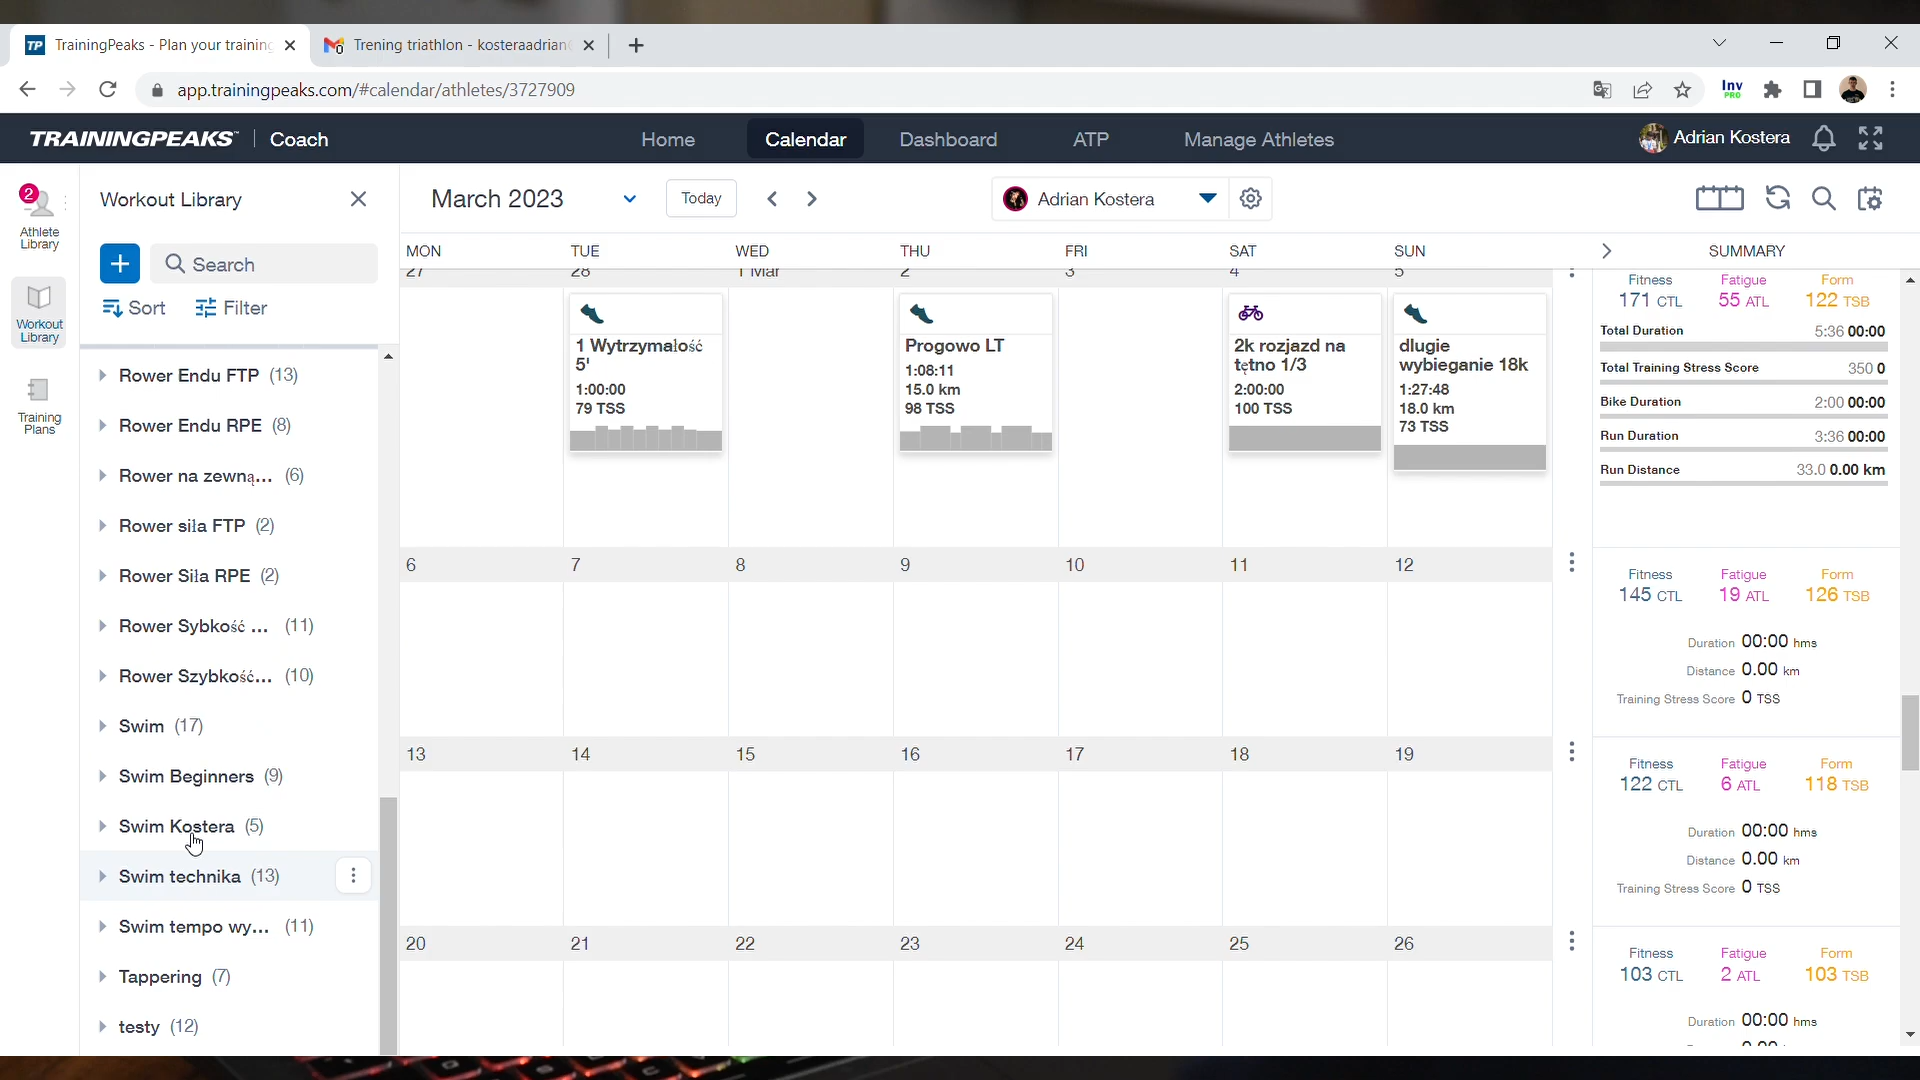 TP TrainingPeaks - Plan your training
Trening triathlon - kosteraadrian
app.trainingpeaks.com/#calendar/athletes/3727909
Inv
PRO
TRAININGPEAKS™ Coach
Home Calendar Dashboard ATP Manage Athletes
Adrian Kostera
2
Athlete
Library
Workout
Library
Training
Plans
Workout Library
Search
Sort Filter
Rower Endu FTP (13)
Rower Endu RPE (8)
Rower na zewną... (6)
Rower siła FTP (2)
Rower Siła RPE (2)
Rower Sybkość ... (11)
Rower Szybkość... (10)
Swim (17)
Swim Beginners (9)
Swim Kostera (5)
Swim technika (13)
Swim tempo wy... (11)
Tappering (7)
testy (12)
March 2023 Today
Adrian Kostera
MON TUE WED THU FRI SAT SUN SUMMARY
27 28 1 Mar 2 3 4 5
1 Wytrzymałość
5'
1:00:00
79 TSS
Progowo LT
1:08:11
15.0 km
98 TSS
2k rozjazd na
tętno 1/3
2:00:00
100 TSS
dlugie
wybieganie 18k
1:27:48
18.0 km
73 TSS
Fitness Fatigue Form
171 CTL 55 ATL 122 TSB
Total Duration 5:36 00:00
Total Training Stress Score 350 0
Bike Duration 2:00 00:00
Run Duration 3:36 00:00
Run Distance 33.0 0.00 km
6 7 8 9 10 11 12
Fitness Fatigue Form
145 CTL 19 ATL 126 TSB
Duration 00:00 hms
Distance 0.00 km
Training Stress Score 0 TSS
13 14 15 16 17 18 19
Fitness Fatigue Form
122 CTL 6 ATL 118 TSB
Duration 00:00 hms
Distance 0.00 km
Training Stress Score 0 TSS
20 21 22 23 24 25 26
Fitness Fatigue Form
103 CTL 2 ATL 103 TSB
Duration 00:00 hms